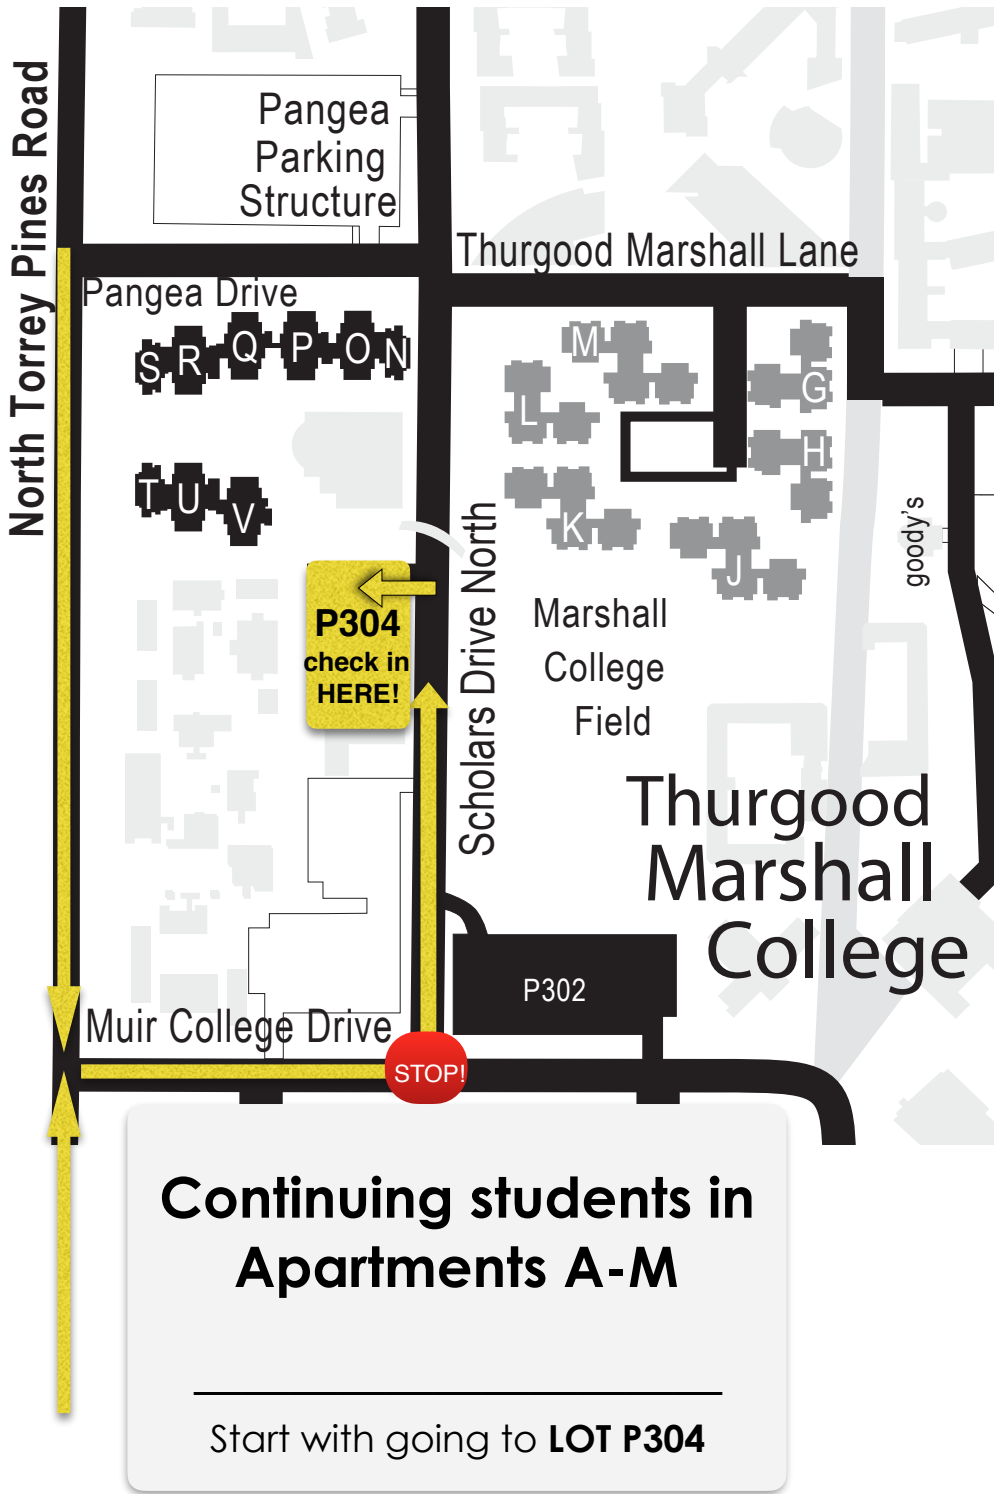 North Torrey Pines Road
Pangea
Parking
Structure
Thurgood Marshall Lane
Pangea Drive
S
R
Q
P
O
N
M
L
G
H
K
J
T
U
V
goody's
Scholars Drive North
P304
check in
HERE!
Marshall
College
Field
Thurgood
Marshall
College
P302
Muir College Drive
STOP!
Continuing students in
Apartments A-M
Start with going to LOT P304